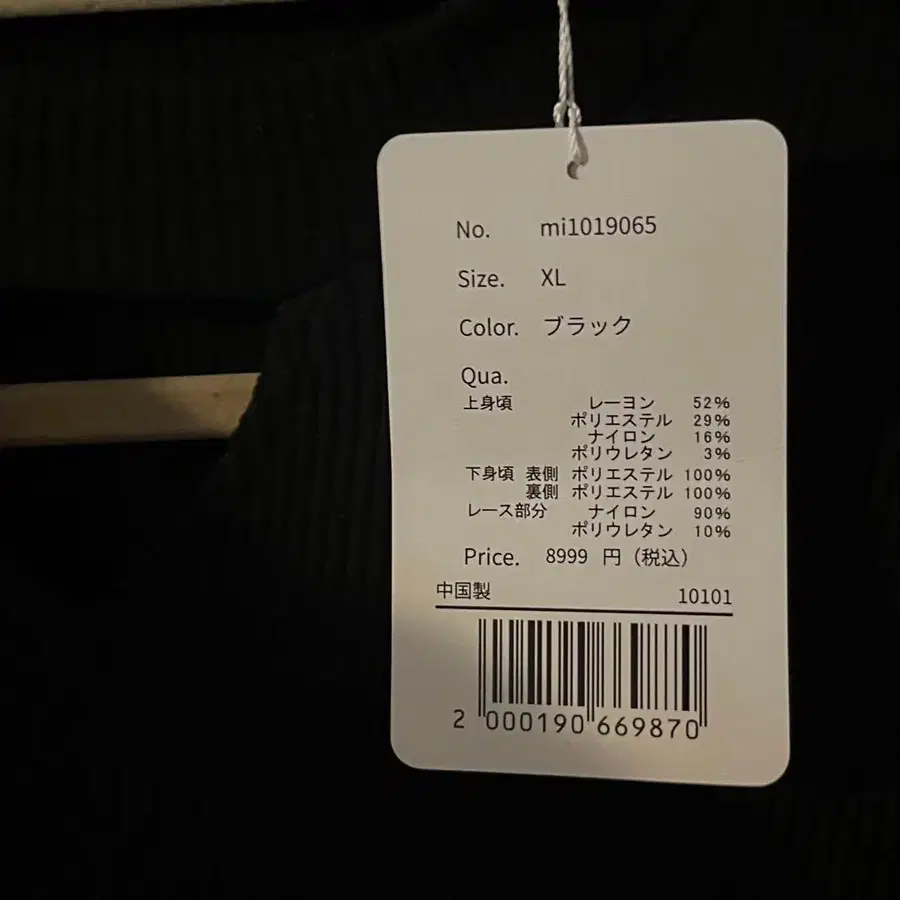 No. mi1019065
Size. XL
Color. ブラック
Qua.
上身頃 レーヨン 52%
ポリエステル 29%
ナイロン 16%
ポリウレタン 3%
下身頃 表側 ポリエステル 100%
裏側 ポリエステル 100%
レース部分 ナイロン 90%
ポリウレタン 10%
Price. 8999 円(税込)
中国製 10101
2 000190 669870